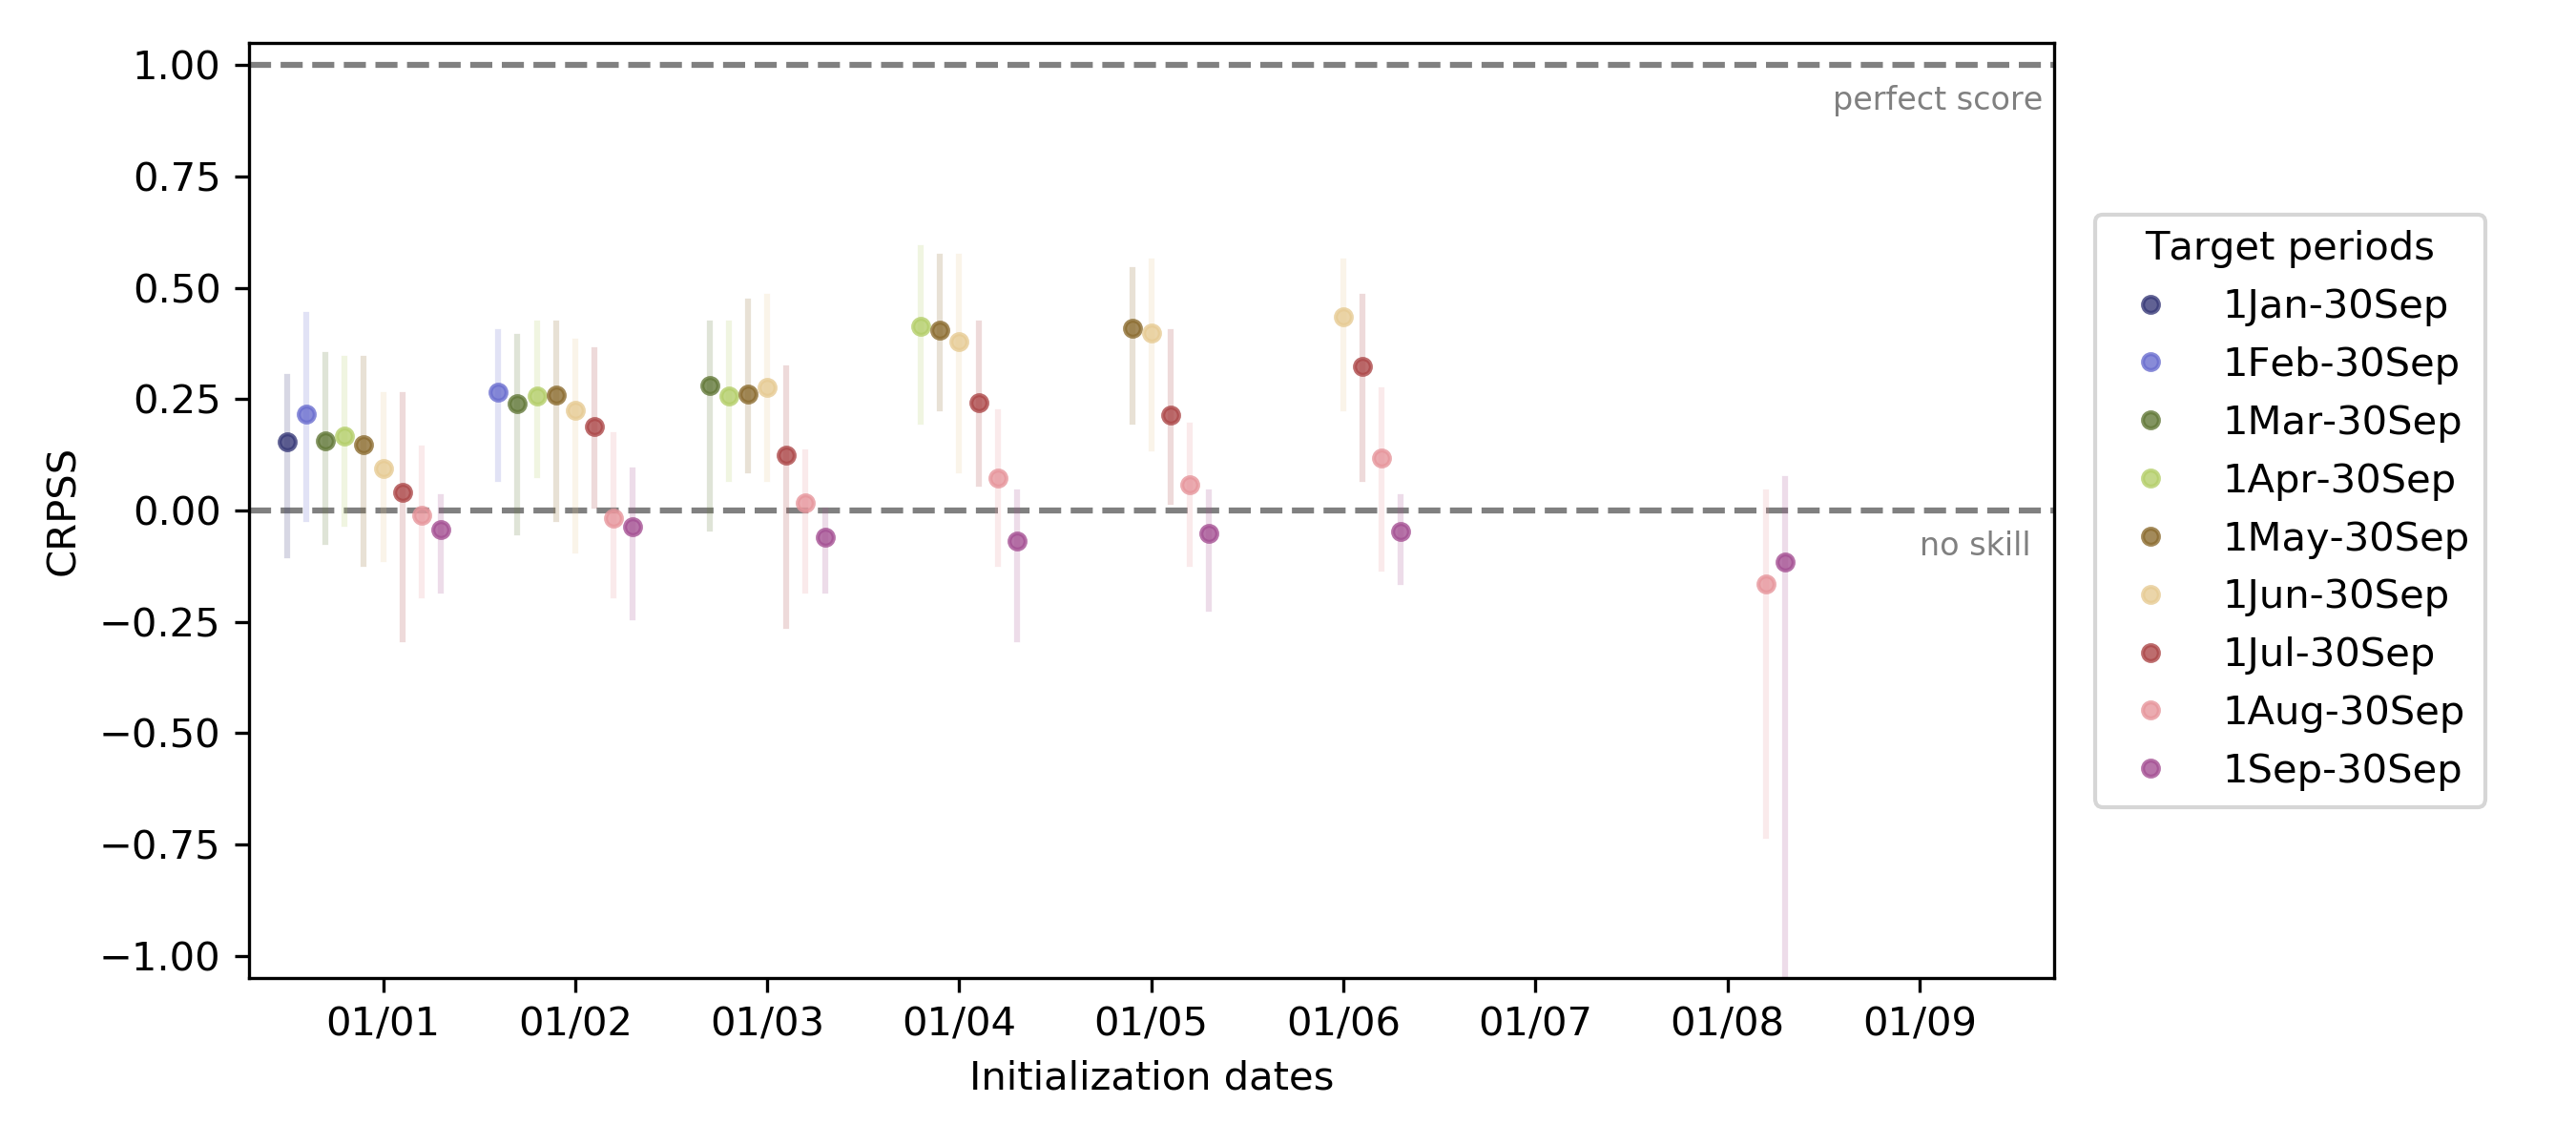 1.00
perfect score
0.75
0.50
0.25
0.00
no skill
−0.25
−0.50
−0.75
−1.00
CRPSS
01/01 01/02 01/03 01/04 01/05 01/06 01/07 01/08 01/09
Initialization dates
Target periods
1Jan-30Sep
1Feb-30Sep
1Mar-30Sep
1Apr-30Sep
1May-30Sep
1Jun-30Sep
1Jul-30Sep
1Aug-30Sep
1Sep-30Sep